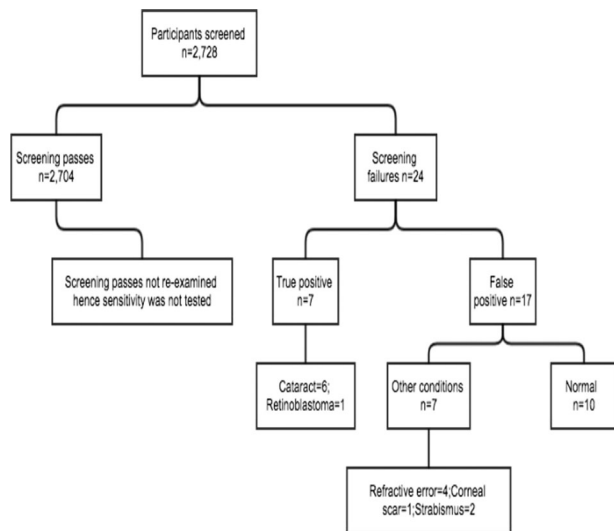 Participants screened
n=2,728
Screening passes
n=2,704
Screening
failures n=24
Screening passes not re-examined
hence sensitivity was not tested
True positive
n=7
False
positive n=17
Cataract=6;
Retinoblastoma=1
Other conditions
n=7
Normal
n=10
Refractive error=4;Corneal
scar=1;Strabismus=2